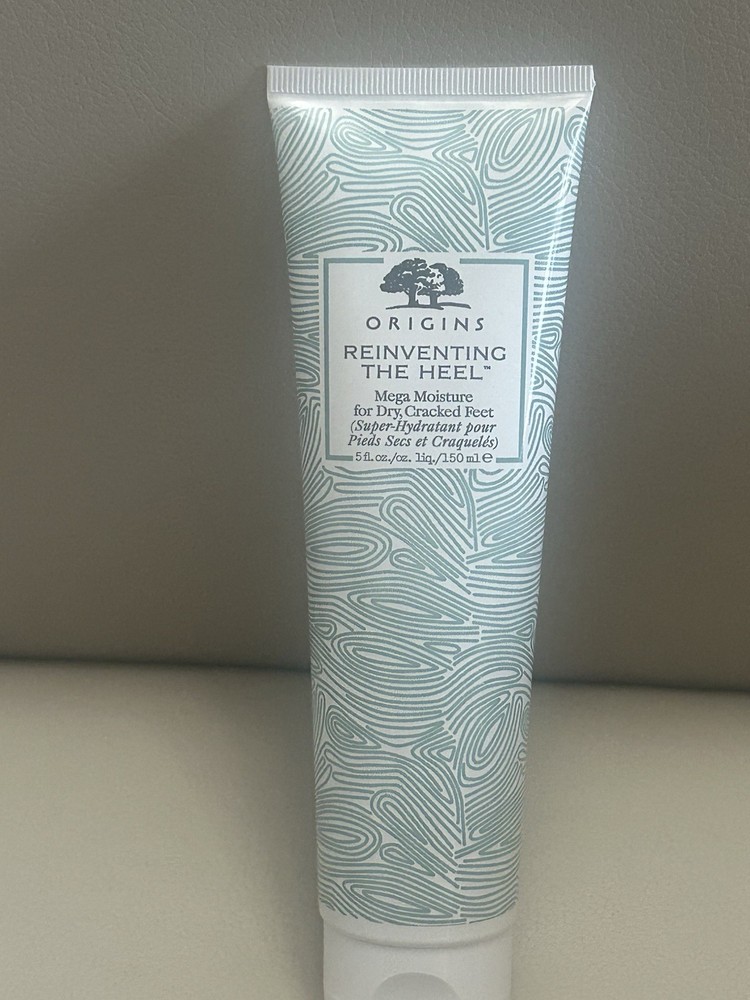 ORIGINS
REINVENTING
THE HEEL™
Mega Moisture
for Dry, Cracked Feet
(Super-Hydratant pour
Pieds Secs et Craquelés)
5 fl. oz./oz. liq./150 ml ℮